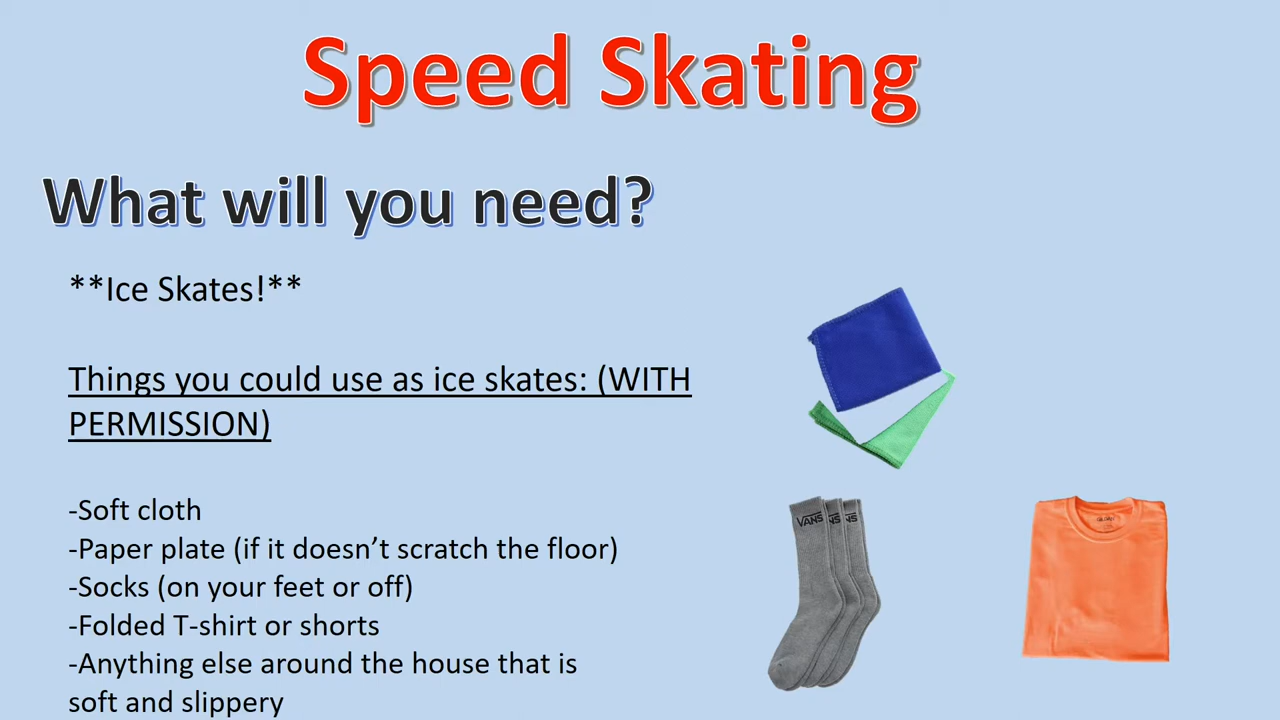 Speed Skating
What will you need?
**Ice Skates!**
Things you could use as ice skates: (WITH
PERMISSION)
-Soft cloth
-Paper plate (if it doesn’t scratch the floor)
-Socks (on your feet or off)
-Folded T-shirt or shorts
-Anything else around the house that is
soft and slippery
VANS